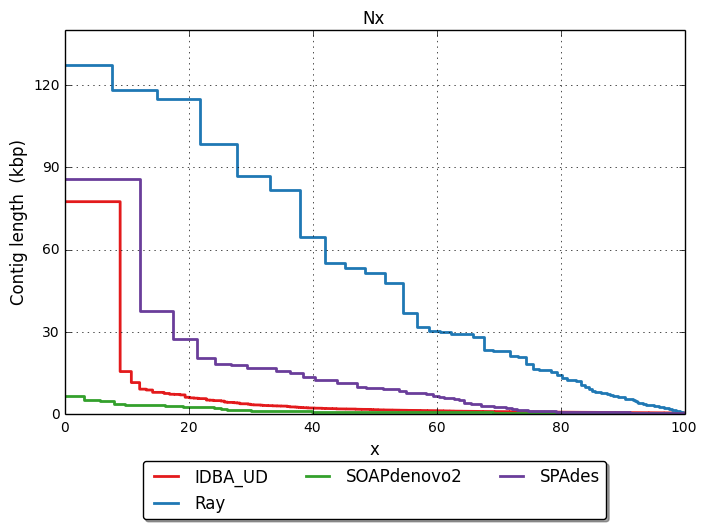 Nx
Contig length (kbp)
120
90
60
30
0
0 20 40 60 80 100
x
IDBA_UD SOAPdenovo2 SPAdes
Ray